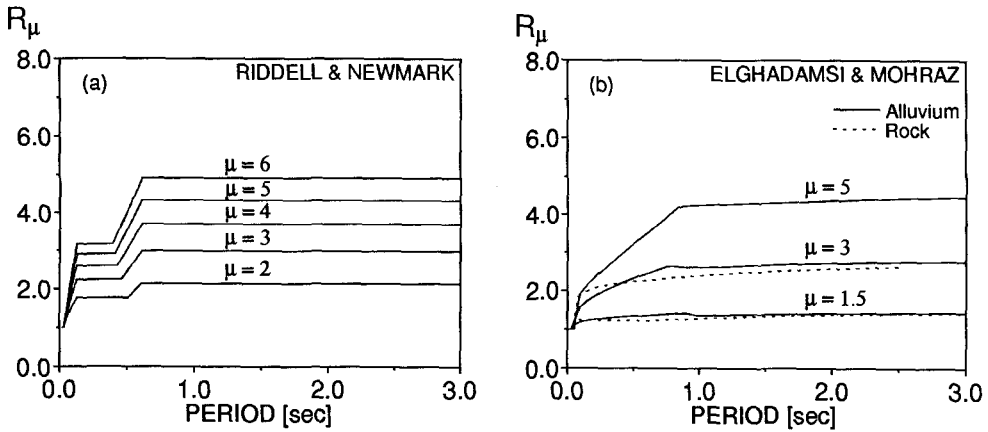 Rμ
8.0
(a)
RIDDELL & NEWMARK
6.0
μ = 6
μ = 5
4.0
μ = 4
μ = 3
2.0
μ = 2
0.0
0.0 1.0 2.0 3.0
PERIOD [sec]
Rμ
8.0
(b)
ELGHADAMSI & MOHRAZ
Alluvium
Rock
6.0
μ = 5
4.0
μ = 3
2.0
μ = 1.5
0.0
0.0 1.0 2.0 3.0
PERIOD [sec]